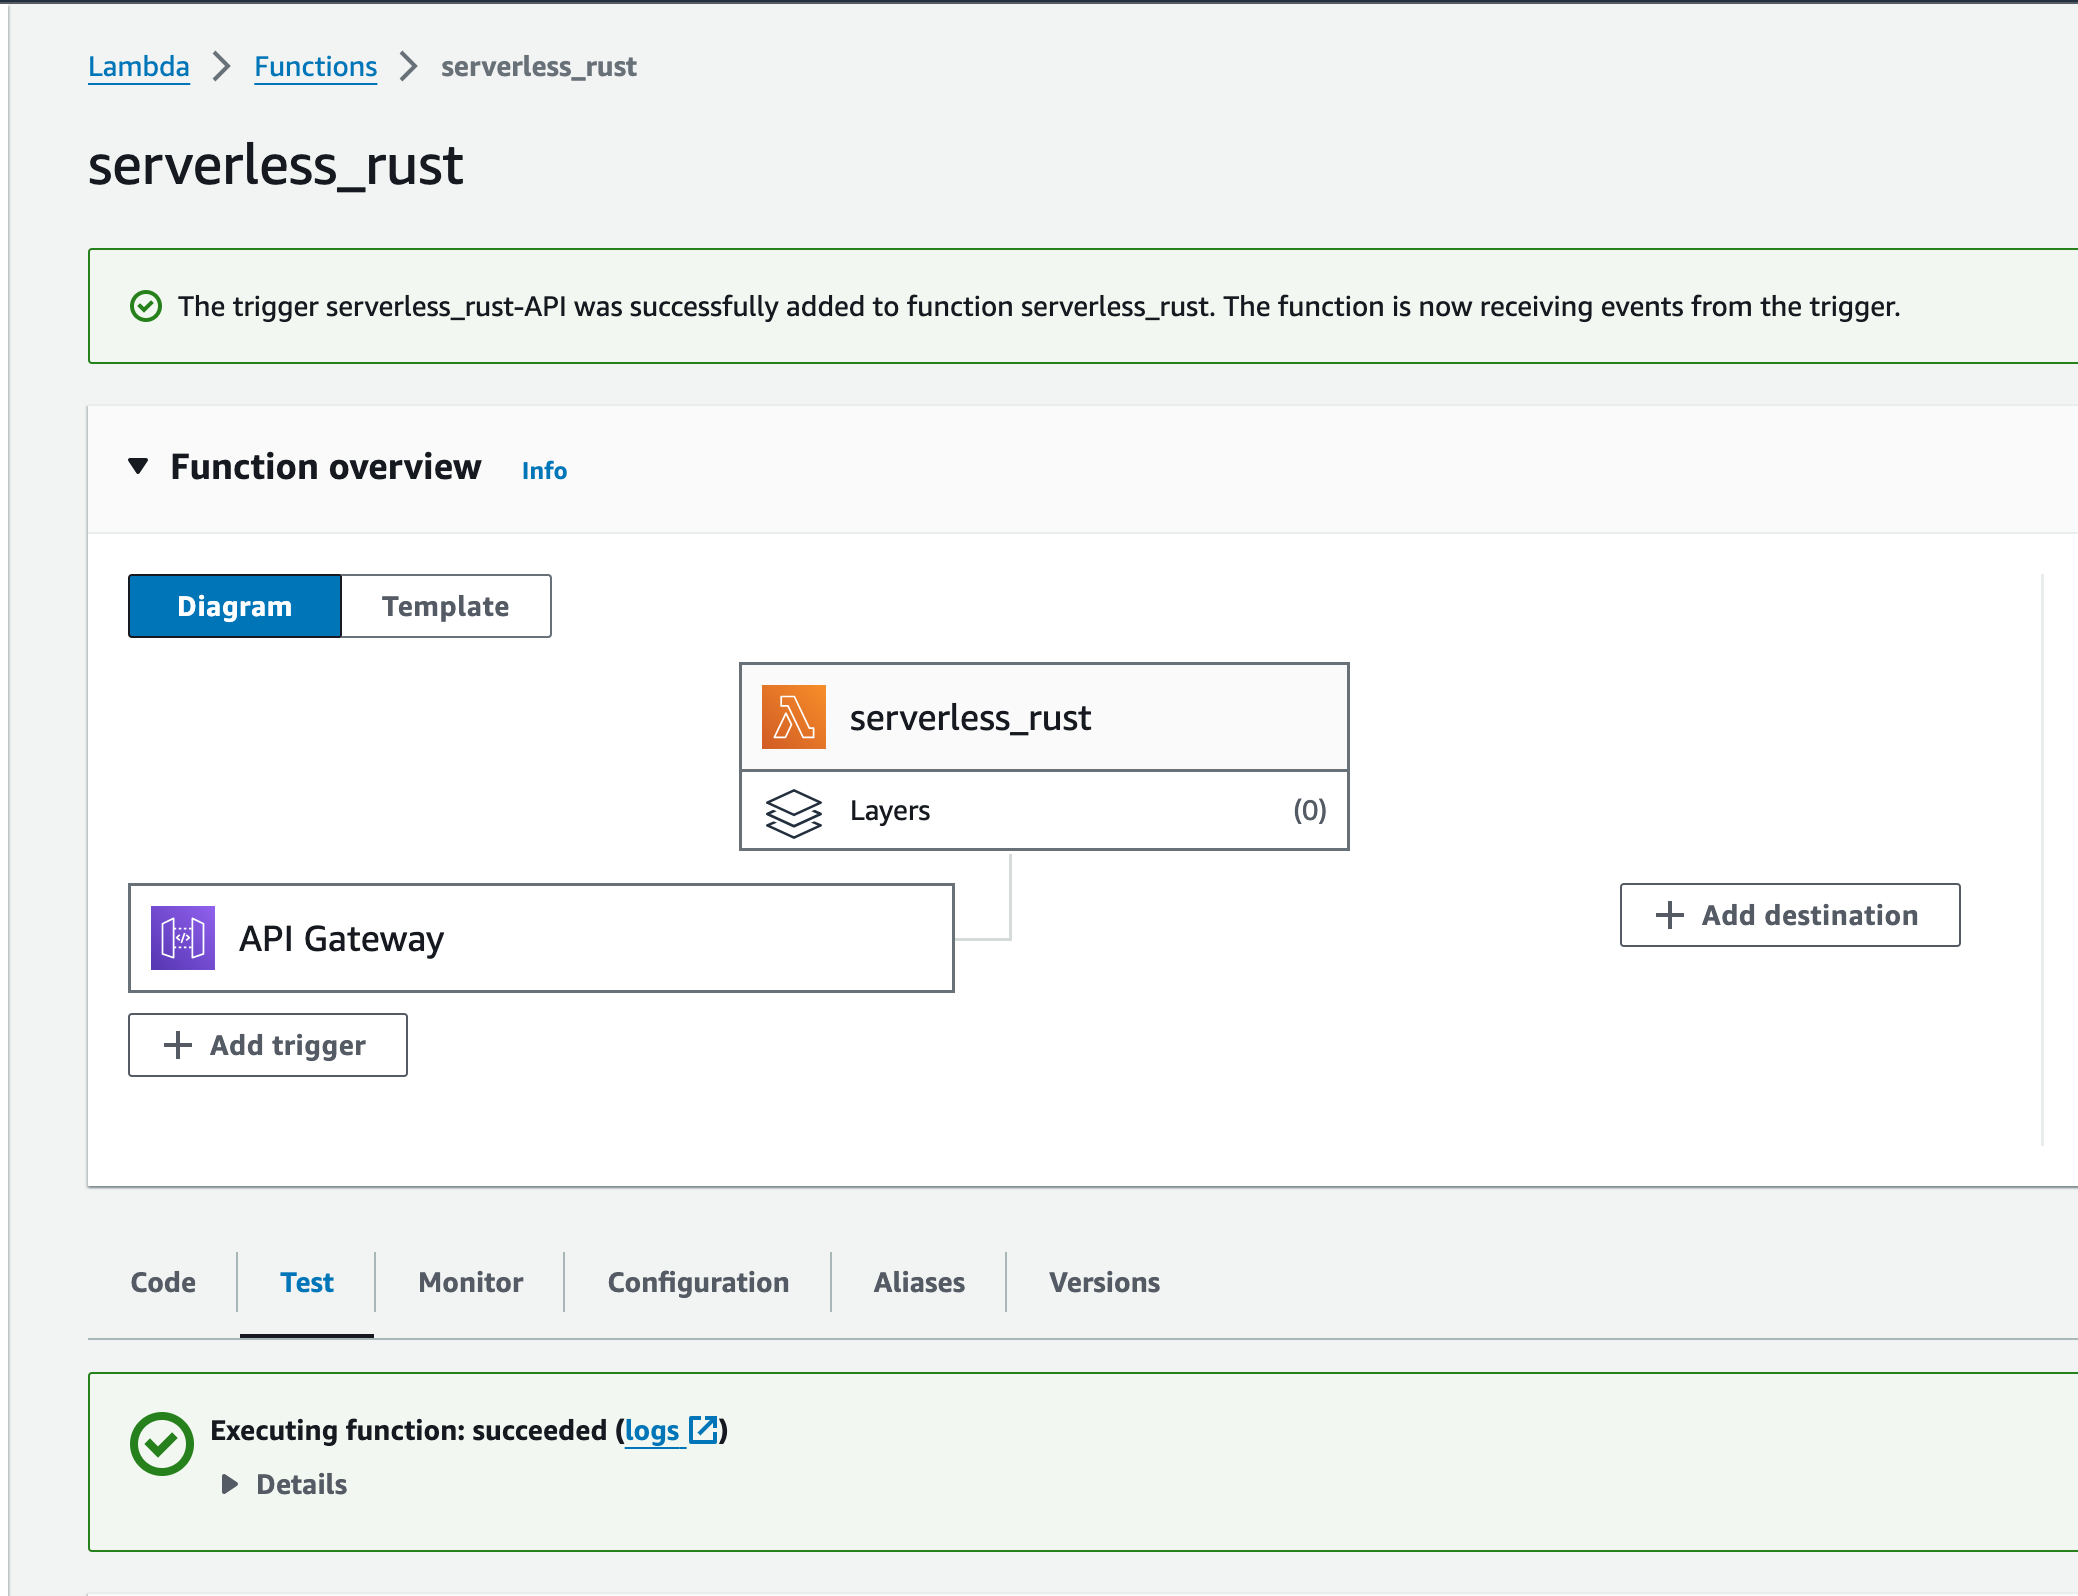 Lambda > Functions > serverless_rust
serverless_rust
The trigger serverless_rust-API was successfully added to function serverless_rust. The function is now receiving events from the trigger.
Function overview Info
Diagram Template
serverless_rust
Layers (0)
API Gateway
+ Add destination
+ Add trigger
Code Test Monitor Configuration Aliases Versions
Executing function: succeeded (logs)
Details